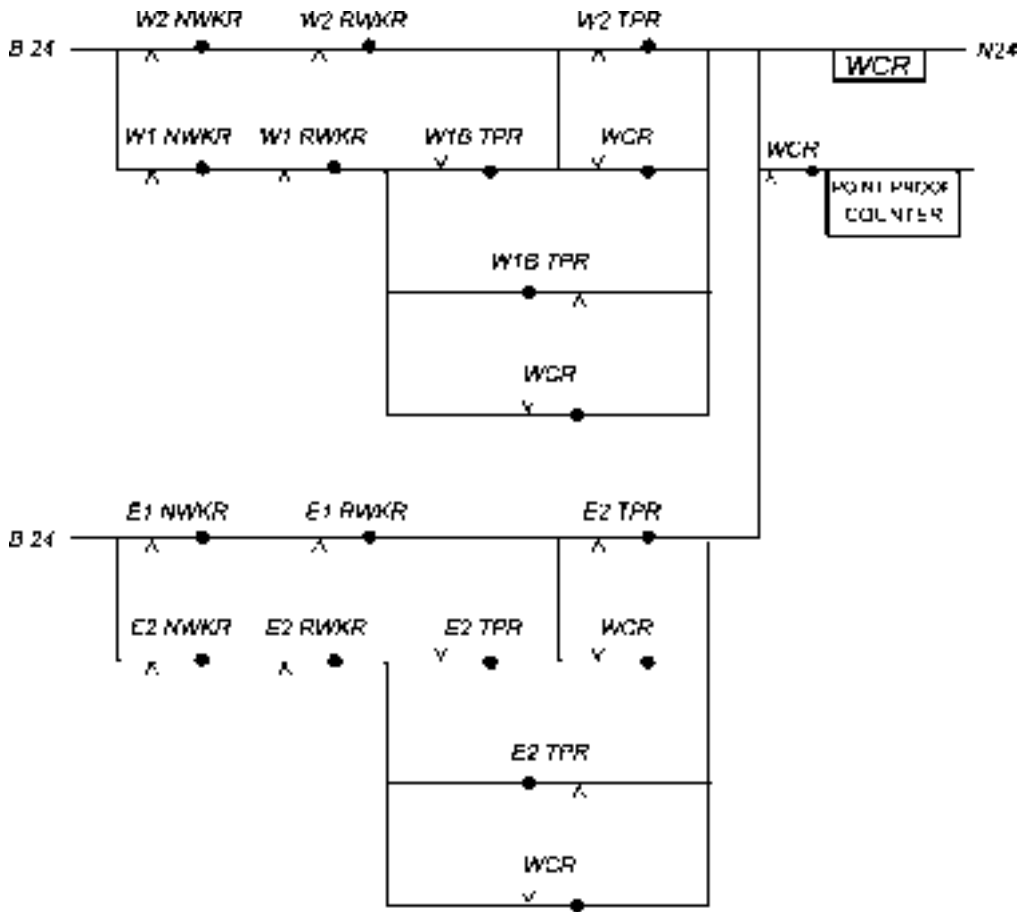 W2 NWKR W2 RWKR W2 TPR
B 24 N24
WCR
W1 NWKR W1 RWKR W1B TPR WCR WCR
POINT PROOF
COUNTER
W1B TPR
WCR
E1 NWKR E1 RWKR E2 TPR
B 24
E2 NWKR E2 RWKR E2 TPR WCR
E2 TPR
WCR